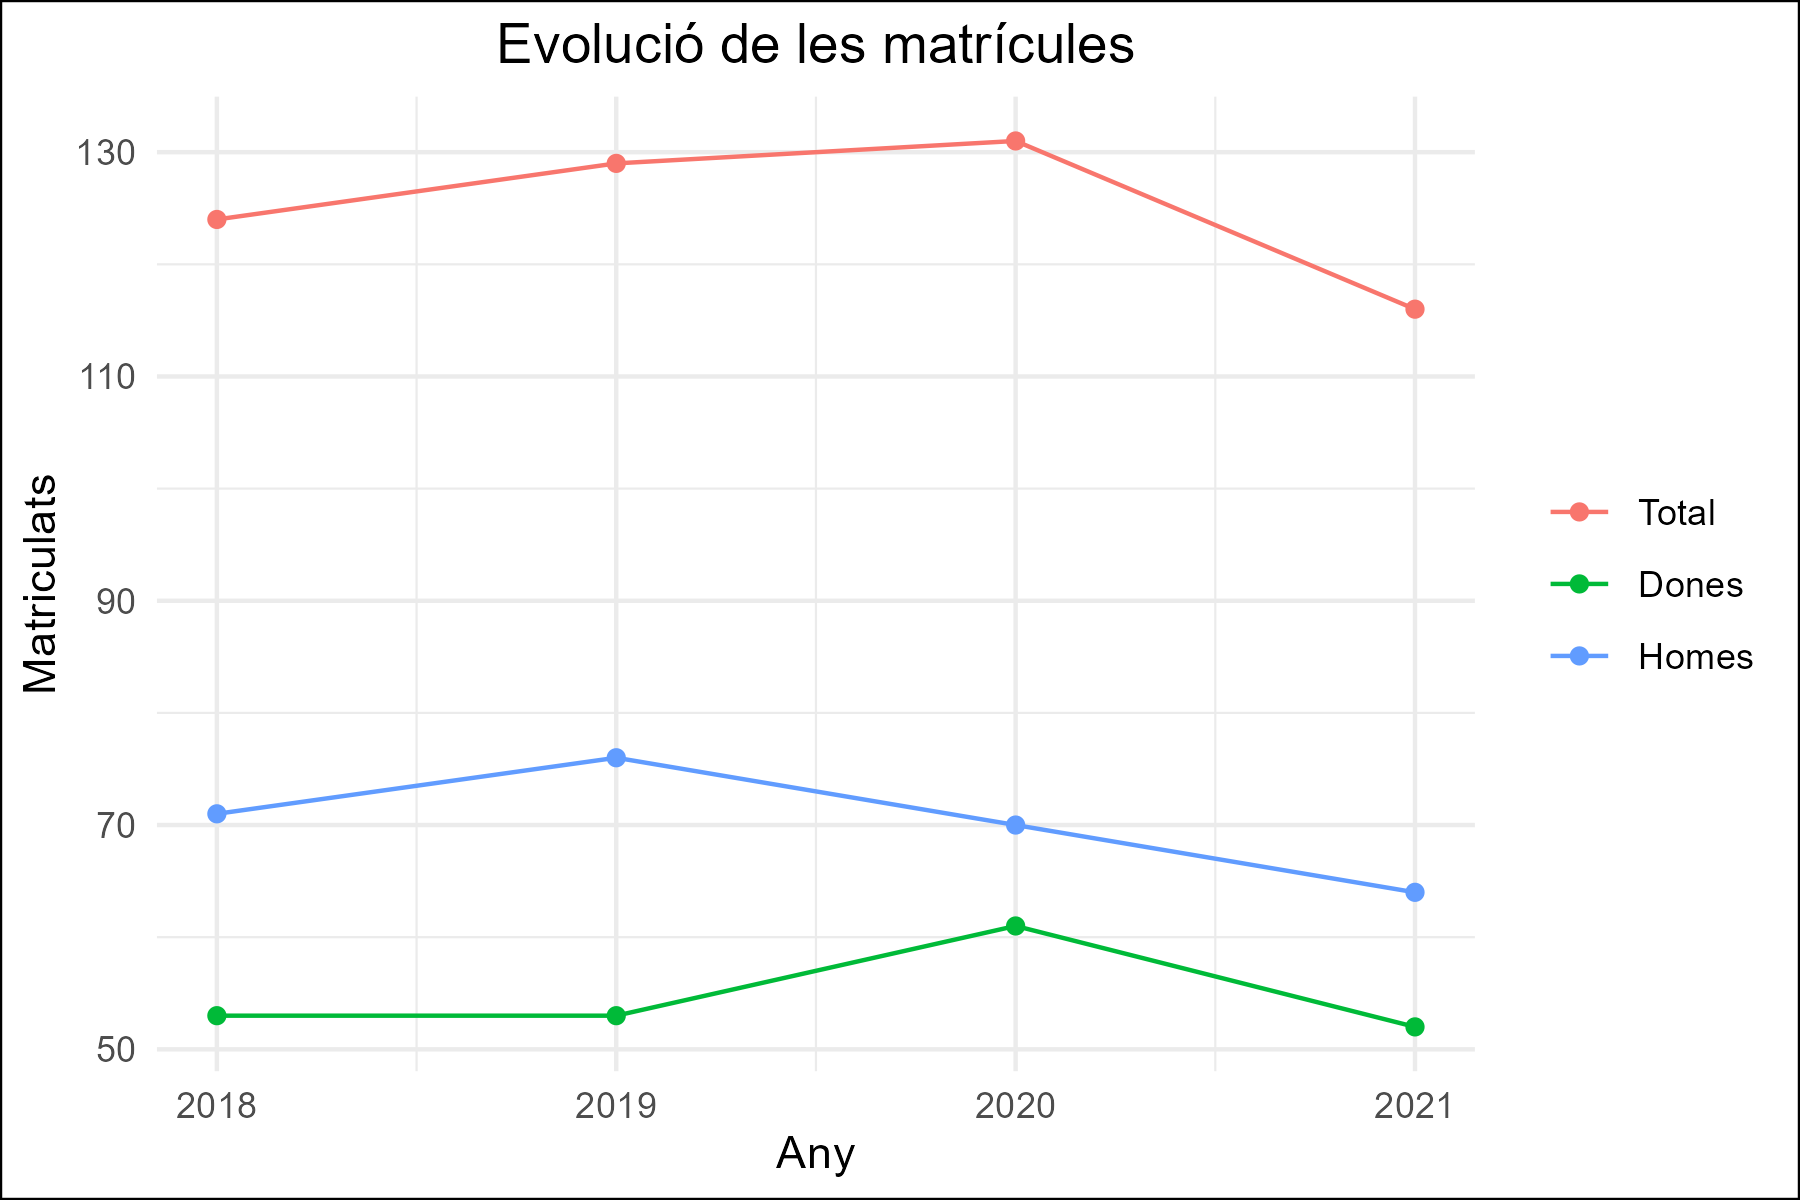 Evolució de les matrícules
Matriculats
130
110
90
70
50
2018 2019 2020 2021
Any
Total
Dones
Homes